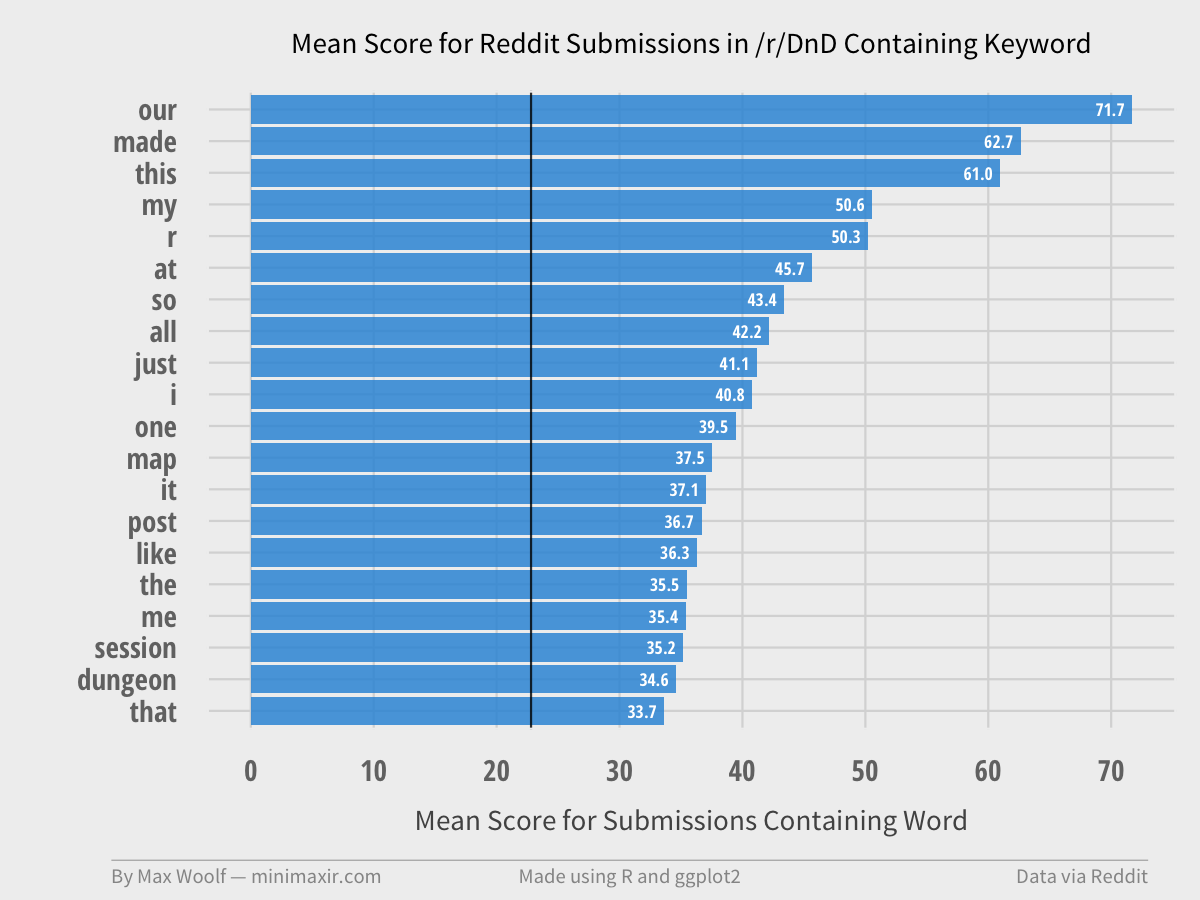 Mean Score for Reddit Submissions in /r/DnD Containing Keyword
our 71.7
made 62.7
this 61.0
my 50.6
r 50.3
at 45.7
so 43.4
all 42.2
just 41.1
i 40.8
one 39.5
map 37.5
it 37.1
post 36.7
like 36.3
the 35.5
me 35.4
session 35.2
dungeon 34.6
that 33.7
0 10 20 30 40 50 60 70
Mean Score for Submissions Containing Word
By Max Woolf — minimaxir.com Made using R and ggplot2 Data via Reddit